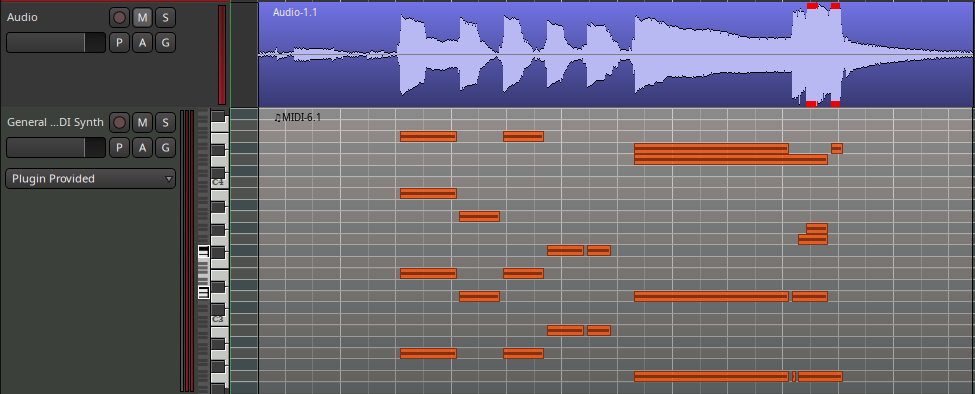 Audio
M
S
P
A
G
Audio-1.1
General ...DI Synth
M
S
P
A
G
Plugin Provided
♫MIDI-6.1
C4
C3